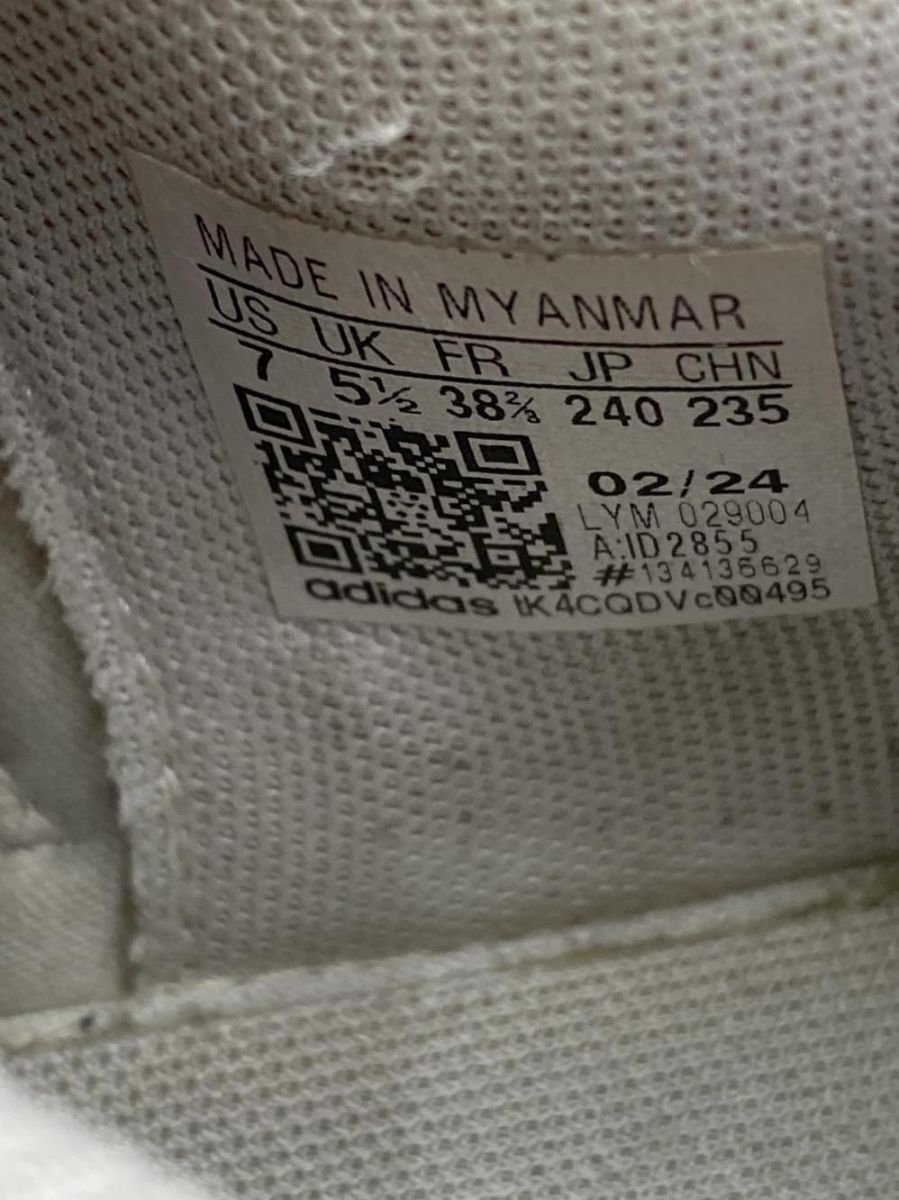 MADE IN MYANMAR
US UK FR JP CHN
7 5½ 38⅔ 240 235
02/24
LYM 029004
A:ID2855
#134136629
adidas tK4CQDVc00495